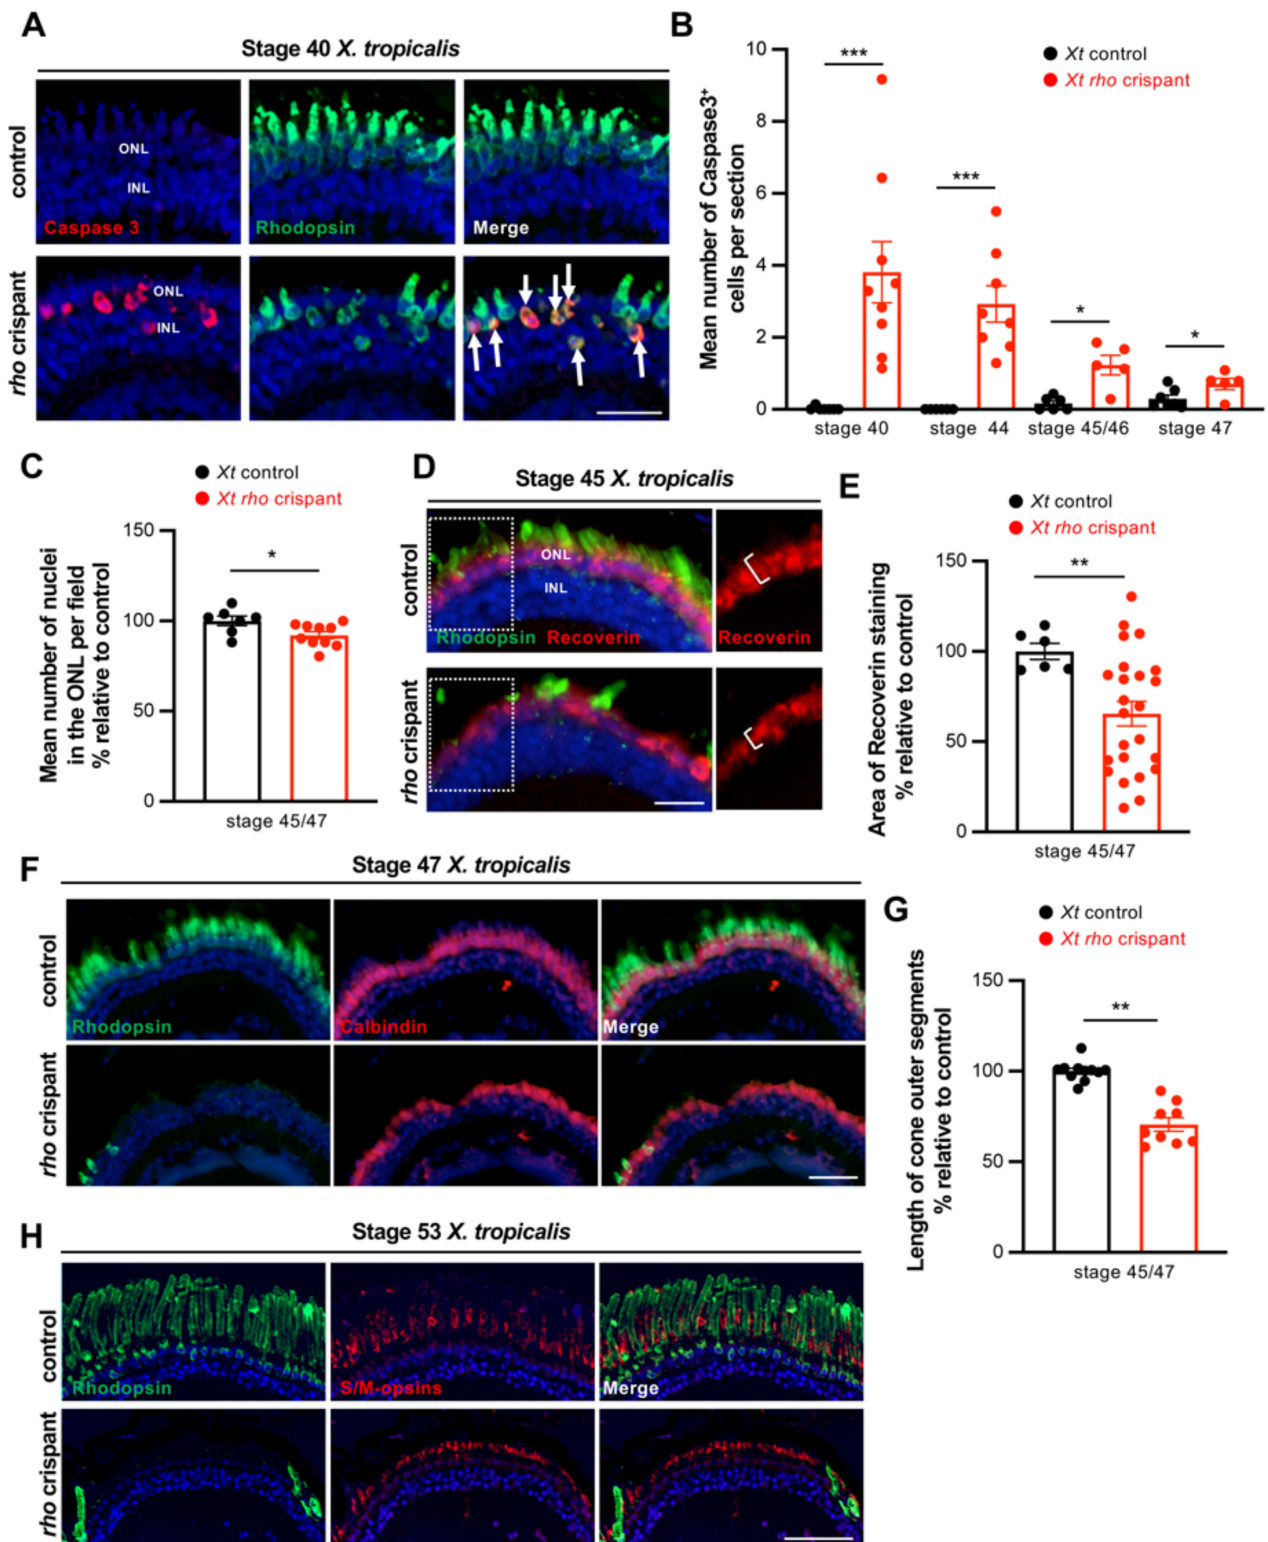 A
Stage 40 X. tropicalis
control
ONL
INL
Caspase 3
Rhodopsin
Merge
rho crispant
ONL
INL
B
Xt control
Xt rho crispant
Mean number of Caspase3+
cells per section
10
8
6
4
2
0
***
***
*
*
stage 40
stage 44
stage 45/46
stage 47
C
Xt control
Xt rho crispant
Mean number of nuclei
in the ONL per field
% relative to control
150
100
50
0
*
stage 45/47
D
Stage 45 X. tropicalis
control
ONL
INL
Rhodopsin Recoverin
Recoverin
rho crispant
E
Xt control
Xt rho crispant
Area of Recoverin staining
% relative to control
150
100
50
0
**
stage 45/47
F
Stage 47 X. tropicalis
control
Rhodopsin
Calbindin
Merge
rho crispant
G
Xt control
Xt rho crispant
Length of cone outer segments
% relative to control
150
100
50
0
**
stage 45/47
H
Stage 53 X. tropicalis
control
Rhodopsin
S/M-opsins
Merge
rho crispant